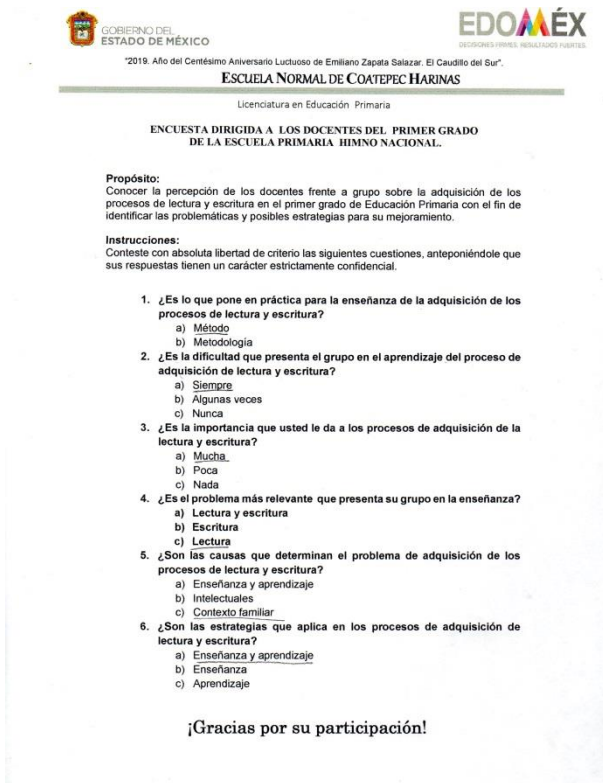 GOBIERNO DEL
ESTADO DE MÉXICO
EDOMÉX
DECISIONES FIRMES, RESULTADOS FUERTES.
"2019. Año del Centésimo Aniversario Luctuoso de Emiliano Zapata Salazar. El Caudillo del Sur".
ESCUELA NORMAL DE COATEPEC HARINAS
Licenciatura en Educación Primaria
ENCUESTA DIRIGIDA A LOS DOCENTES DEL PRIMER GRADO
DE LA ESCUELA PRIMARIA HIMNO NACIONAL.
Propósito:
Conocer la percepción de los docentes frente a grupo sobre la adquisición de los
procesos de lectura y escritura en el primer grado de Educación Primaria con el fin de
identificar las problemáticas y posibles estrategias para su mejoramiento.
Instrucciones:
Conteste con absoluta libertad de criterio las siguientes cuestiones, anteponiéndole que
sus respuestas tienen un carácter estrictamente confidencial.
1. ¿Es lo que pone en práctica para la enseñanza de la adquisición de los
procesos de lectura y escritura?
a) Método
b) Metodología
2. ¿Es la dificultad que presenta el grupo en el aprendizaje del proceso de
adquisición de lectura y escritura?
a) Siempre
b) Algunas veces
c) Nunca
3. ¿Es la importancia que usted le da a los procesos de adquisición de la
lectura y escritura?
a) Mucha
b) Poca
c) Nada
4. ¿Es el problema más relevante que presenta su grupo en la enseñanza?
a) Lectura y escritura
b) Escritura
c) Lectura
5. ¿Son las causas que determinan el problema de adquisición de los
procesos de lectura y escritura?
a) Enseñanza y aprendizaje
b) Intelectuales
c) Contexto familiar
6. ¿Son las estrategias que aplica en los procesos de adquisición de
lectura y escritura?
a) Enseñanza y aprendizaje
b) Enseñanza
c) Aprendizaje
¡Gracias por su participación!